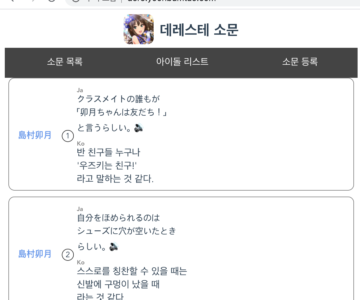 데레스테 소문
소문 목록 아이돌 리스트 소문 등록
Ja
クラスメイトの誰もが
「卯月ちゃんは友だち！」
と言うらしい。
島村卯月 1
Ko
반 친구들 누구나
'우즈키는 친구!'
라고 말하는 것 같다.
Ja
自分をほめられるのは
シューズに穴が空いたとき
らしい。
島村卯月 2
Ko
스스로를 칭찬할 수 있을 때는
신발에 구멍이 났을 때
라는 것 같다